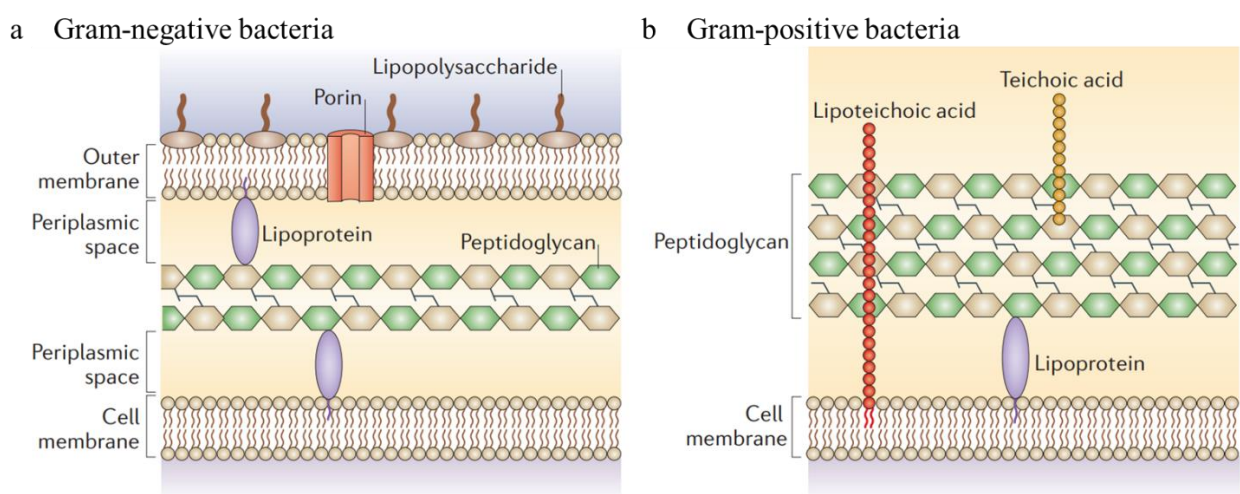 a Gram-negative bacteria
Lipopolysaccharide
Porin
Outer
membrane
Periplasmic
space
Lipoprotein
Peptidoglycan
Periplasmic
space
Cell
membrane
b Gram-positive bacteria
Teichoic acid
Lipoteichoic acid
Peptidoglycan
Lipoprotein
Cell
membrane